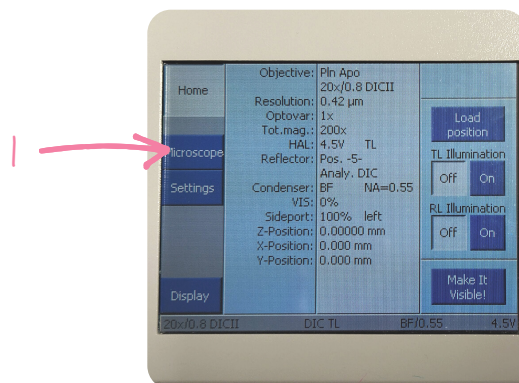 1
Home
Microscope
Settings
Display
Objective: Pln Apo
20x/0.8 DICII
Resolution: 0.42 µm
Optovar: 1x
Tot.mag.: 200x
HAL: 4.5V TL
Reflector: Pos. -5-
Analy. DIC
Condenser: BF NA=0.55
VIS: 0%
Sideport: 100% left
Z-Position: 0.00000 mm
X-Position: 0.000 mm
Y-Position: 0.000 mm
Load
position
TL Illumination
Off On
RL Illumination
Off On
Make It
Visible!
20x/0.8 DICII DIC TL BF/0.55 4.5V